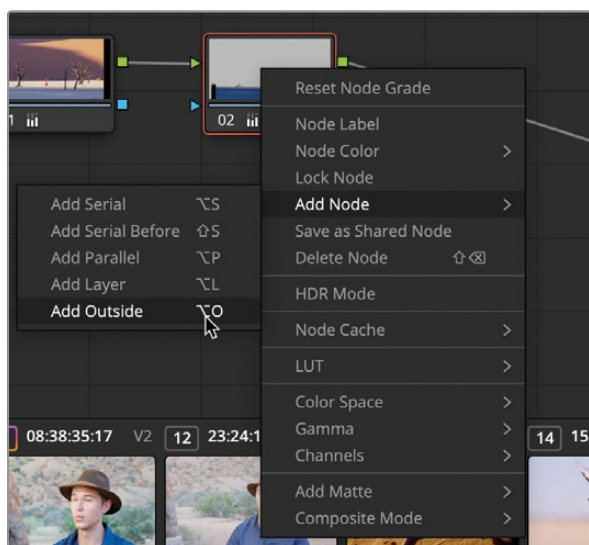 1
02
Reset Node Grade
Node Label
Node Color >
Lock Node
Add Node >
Save as Shared Node
Delete Node ⇧⌫
HDR Mode
Node Cache >
LUT >
Color Space >
Gamma >
Channels >
Add Matte >
Composite Mode >
Add Serial ⌥S
Add Serial Before ⇧S
Add Parallel ⌥P
Add Layer ⌥L
Add Outside ⌥O
08:38:35:17 V2 12 23:24:1 14 15